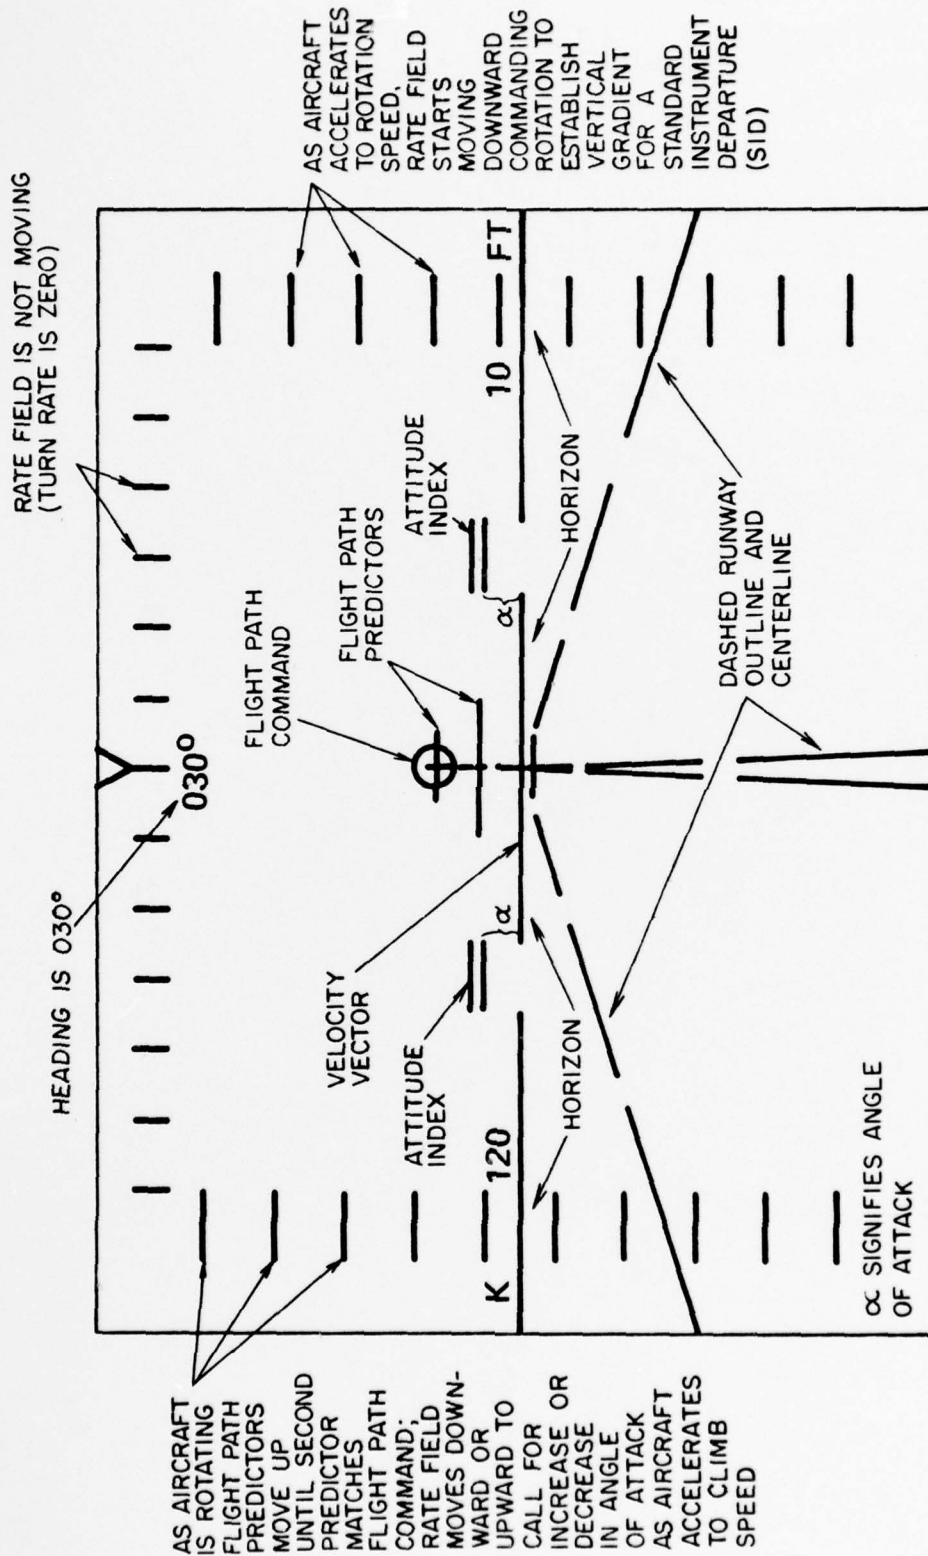 HEADING IS 030°
RATE FIELD IS NOT MOVING
(TURN RATE IS ZERO)
030°
AS AIRCRAFT
IS ROTATING
FLIGHT PATH
PREDICTORS
MOVE UP
UNTIL SECOND
PREDICTOR
MATCHES
FLIGHT PATH
COMMAND;
RATE FIELD
MOVES DOWN-
WARD OR
UPWARD TO
CALL FOR
INCREASE OR
DECREASE
IN ANGLE
OF ATTACK
AS AIRCRAFT
ACCELERATES
TO CLIMB
SPEED
FLIGHT PATH
COMMAND
VELOCITY
VECTOR
FLIGHT PATH
PREDICTORS
ATTITUDE
INDEX
ATTITUDE
INDEX
α
α
K 120
10 FT
HORIZON
HORIZON
DASHED RUNWAY
OUTLINE AND
CENTERLINE
∝ SIGNIFIES ANGLE
OF ATTACK
AS AIRCRAFT
ACCELERATES
TO ROTATION
SPEED,
RATE FIELD
STARTS
MOVING
DOWNWARD
COMMANDING
ROTATION TO
ESTABLISH
VERTICAL
GRADIENT
FOR A
STANDARD
INSTRUMENT
DEPARTURE
(SID)